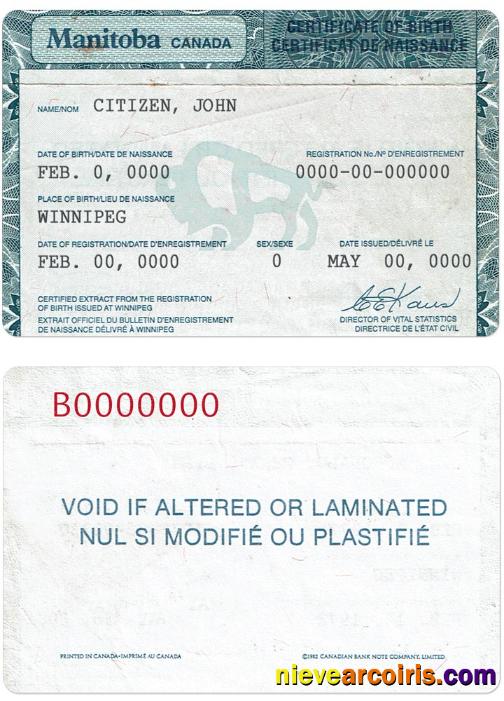 Manitoba CANADA
CERTIFICATE OF BIRTH
CERTIFICAT DE NAISSANCE
NAME/NOM CITIZEN, JOHN
DATE OF BIRTH/DATE DE NAISSANCE
REGISTRATION No./Nº D'ENREGISTREMENT
FEB. 0, 0000
0000-00-000000
PLACE OF BIRTH/LIEU DE NAISSANCE
WINNIPEG
DATE OF REGISTRATION/DATE D'ENREGISTREMENT
SEX/SEXE
DATE ISSUED/DÉLIVRÉ LE
FEB. 00, 0000
0
MAY 00, 0000
CERTIFIED EXTRACT FROM THE REGISTRATION
OF BIRTH ISSUED AT WINNIPEG
EXTRAIT OFFICIEL DU BULLETIN D'ENREGISTREMENT
DE NAISSANCE DÉLIVRÉ À WINNIPEG
DIRECTOR OF VITAL STATISTICS
DIRECTRICE DE L'ÉTAT CIVIL
B0000000
VOID IF ALTERED OR LAMINATED
NUL SI MODIFIÉ OU PLASTIFIÉ
PRINTED IN CANADA-IMPRIMÉ AU CANADA
©1982 CANADIAN BANK NOTE COMPANY, LIMITED
nievearcoiris.com